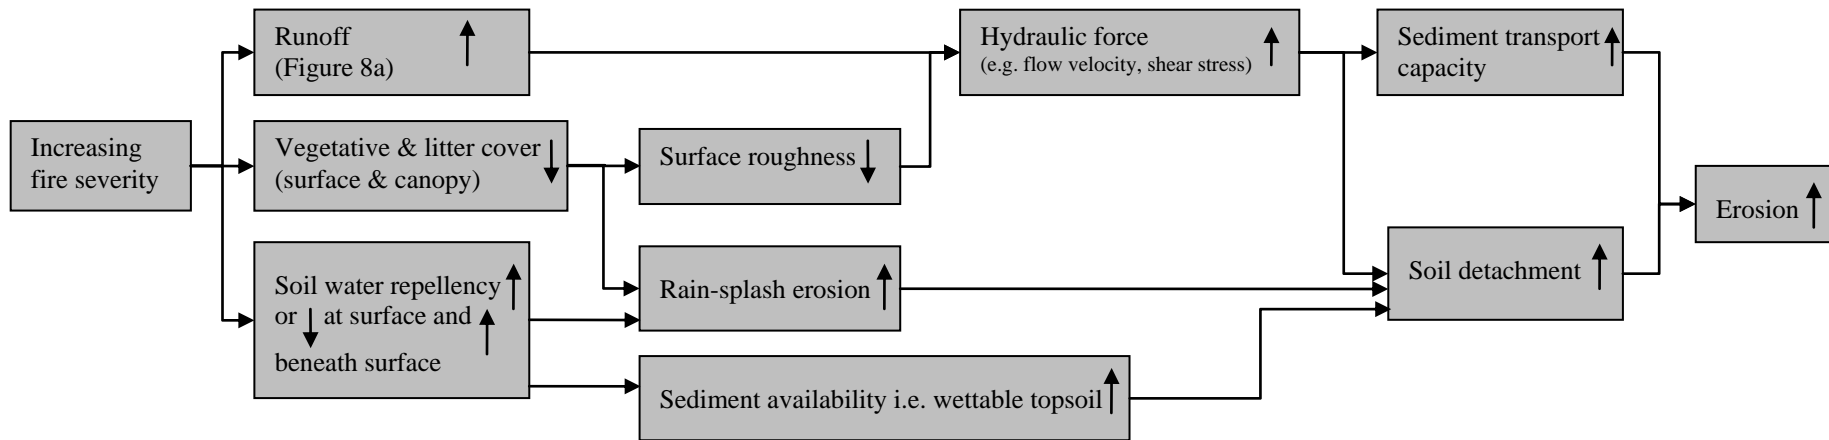 Increasing
fire severity
Runoff
(Figure 8a)
Vegetative & litter cover
(surface & canopy)
Soil water repellency
or ↓ at surface and ↑
beneath surface
Surface roughness
Rain-splash erosion
Sediment availability i.e. wettable topsoil
Hydraulic force
(e.g. flow velocity, shear stress)
Sediment transport
capacity
Soil detachment
Erosion